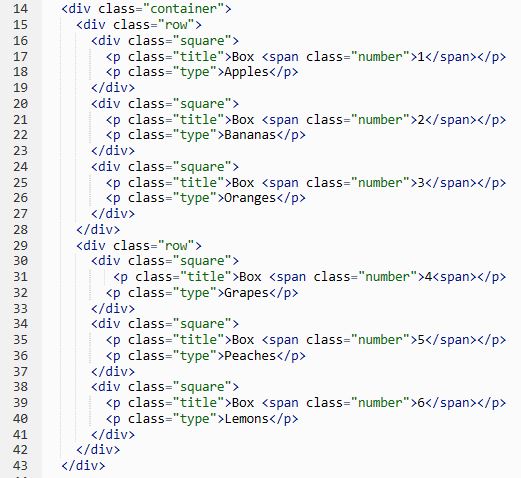 14 <div class="container">
15 <div class="row">
16 <div class="square">
17 <p class="title">Box <span class="number">1</span></p>
18 <p class="type">Apples</p>
19 </div>
20 <div class="square">
21 <p class="title">Box <span class="number">2</span></p>
22 <p class="type">Bananas</p>
23 </div>
24 <div class="square">
25 <p class="title">Box <span class="number">3</span></p>
26 <p class="type">Oranges</p>
27 </div>
28 </div>
29 <div class="row">
30 <div class="square">
31 <p class="title">Box <span class="number">4<span></p>
32 <p class="type">Grapes</p>
33 </div>
34 <div class="square">
35 <p class="title">Box <span class="number">5</span></p>
36 <p class="type">Peaches</p>
37 </div>
38 <div class="square">
39 <p class="title">Box <span class="number">6</span></p>
40 <p class="type">Lemons</p>
41 </div>
42 </div>
43 </div>